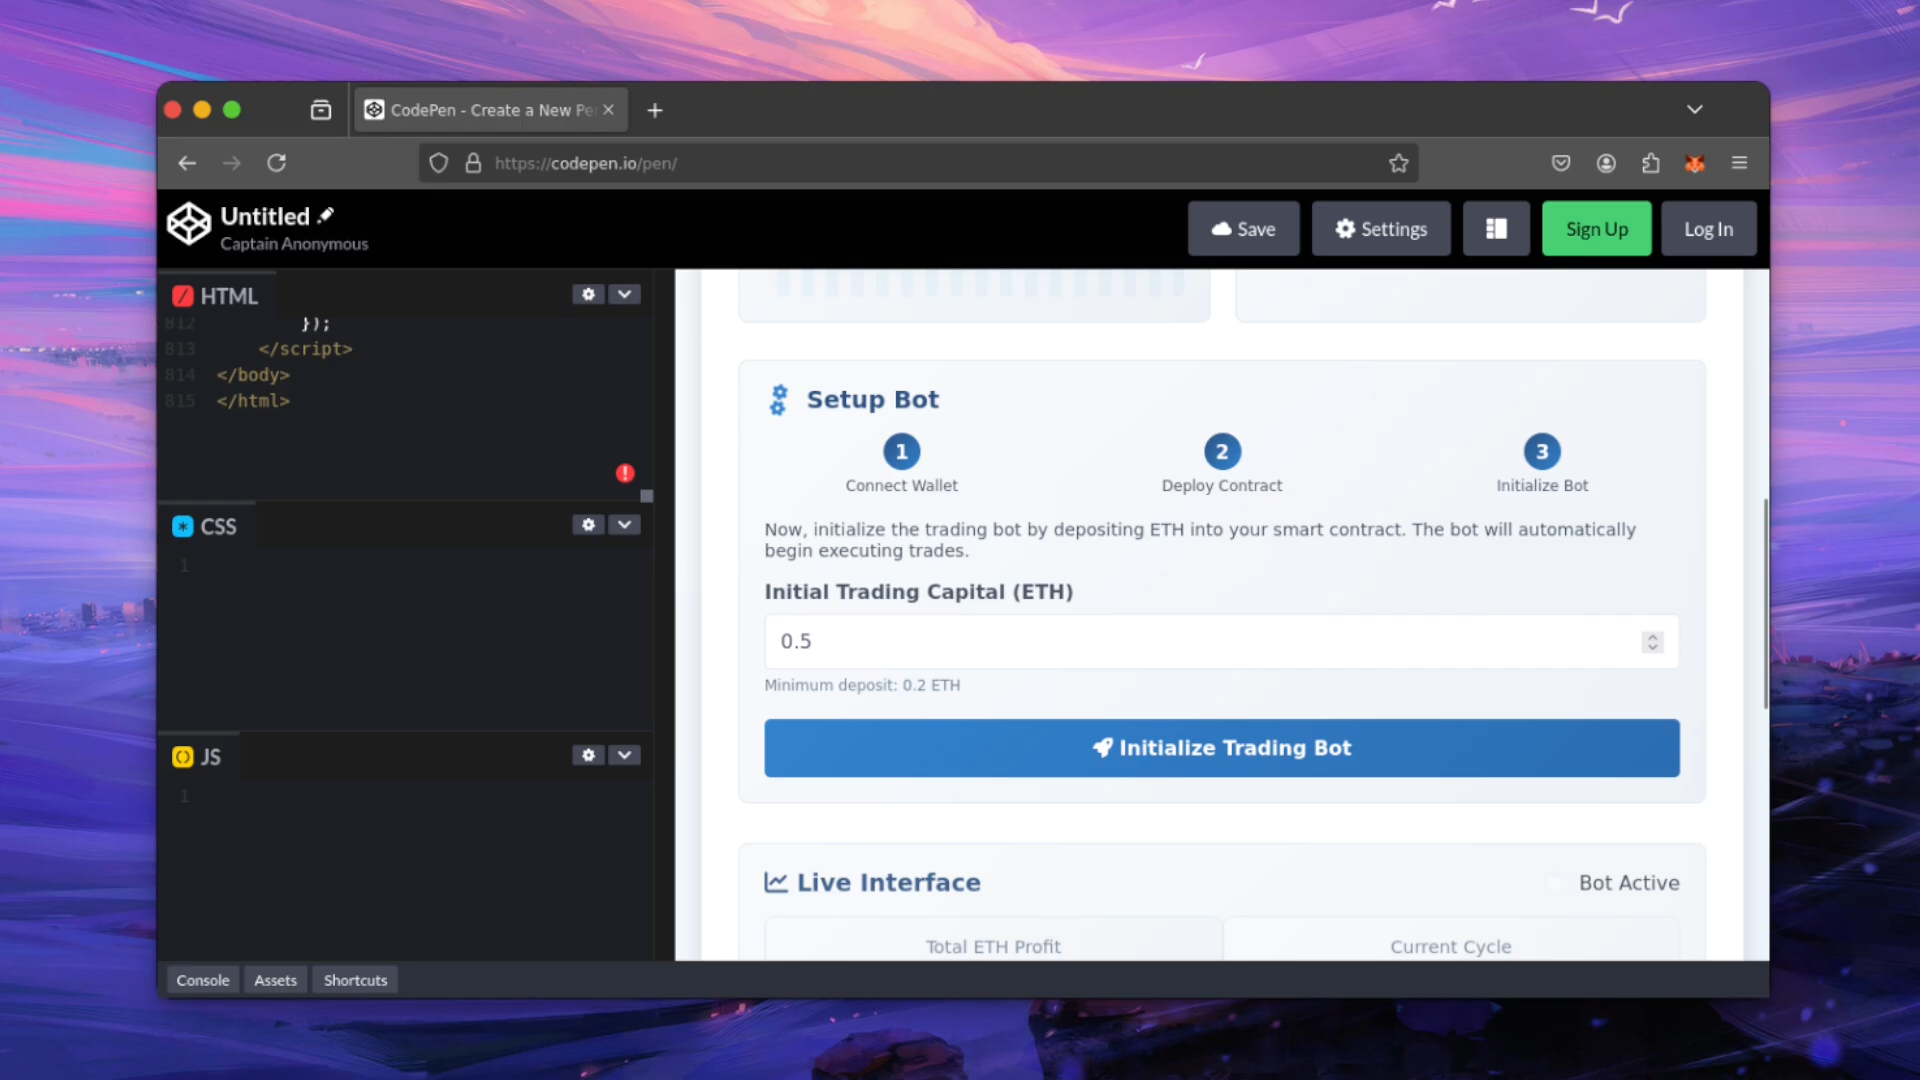 CodePen - Create a New Pe
https://codepen.io/pen/
Untitled
Captain Anonymous
Save
Settings
Sign Up
Log In
HTML
812 });
813 </script>
814 </body>
815 </html>
CSS
1
JS
1
Console
Assets
Shortcuts
Setup Bot
1
2
3
Connect Wallet
Deploy Contract
Initialize Bot
Now, initialize the trading bot by depositing ETH into your smart contract. The bot will automatically
begin executing trades.
Initial Trading Capital (ETH)
0.5
Minimum deposit: 0.2 ETH
Initialize Trading Bot
Live Interface
Bot Active
Total ETH Profit
Current Cycle